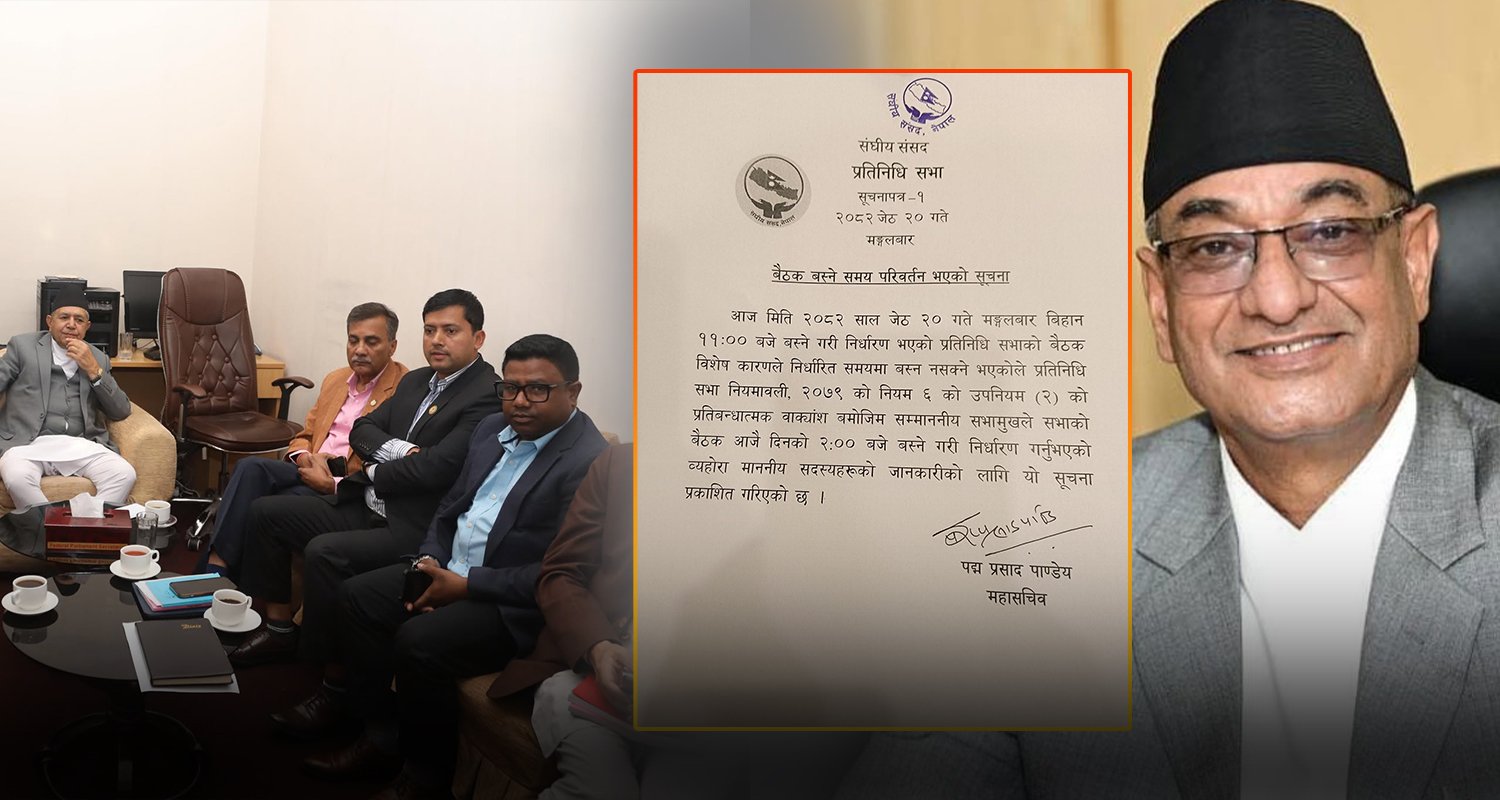 संघीय संसद, नेपाल
संघीय संसद
प्रतिनिधि सभा
सूचनापत्र-१
२०८२ जेठ २० गते
मङ्गलबार
संघीय संसद, नेपाल
बैठक बस्ने समय परिवर्तन भएको सूचना
आज मिति २०८२ साल जेठ २० गते मङ्गलबार बिहान
११:०० बजे बस्ने गरी निर्धारण भएको प्रतिनिधि सभाको बैठक
विशेष कारणले निर्धारित समयमा बस्न नसक्ने भएकोले प्रतिनिधि
सभा नियमावली, २०७९ को नियम ६ को उपनियम (२) को
प्रतिबन्धात्मक वाक्यांश बमोजिम सम्माननीय सभामुखले सभाको
बैठक आजै दिनको २:०० बजे बस्ने गरी निर्धारण गर्नुभएको
व्यहोरा माननीय सदस्यहरूको जानकारीको लागि यो सूचना
प्रकाशित गरिएको छ ।
पद्म प्रसाद पाण्डेय
महासचिव
Federal Parliament